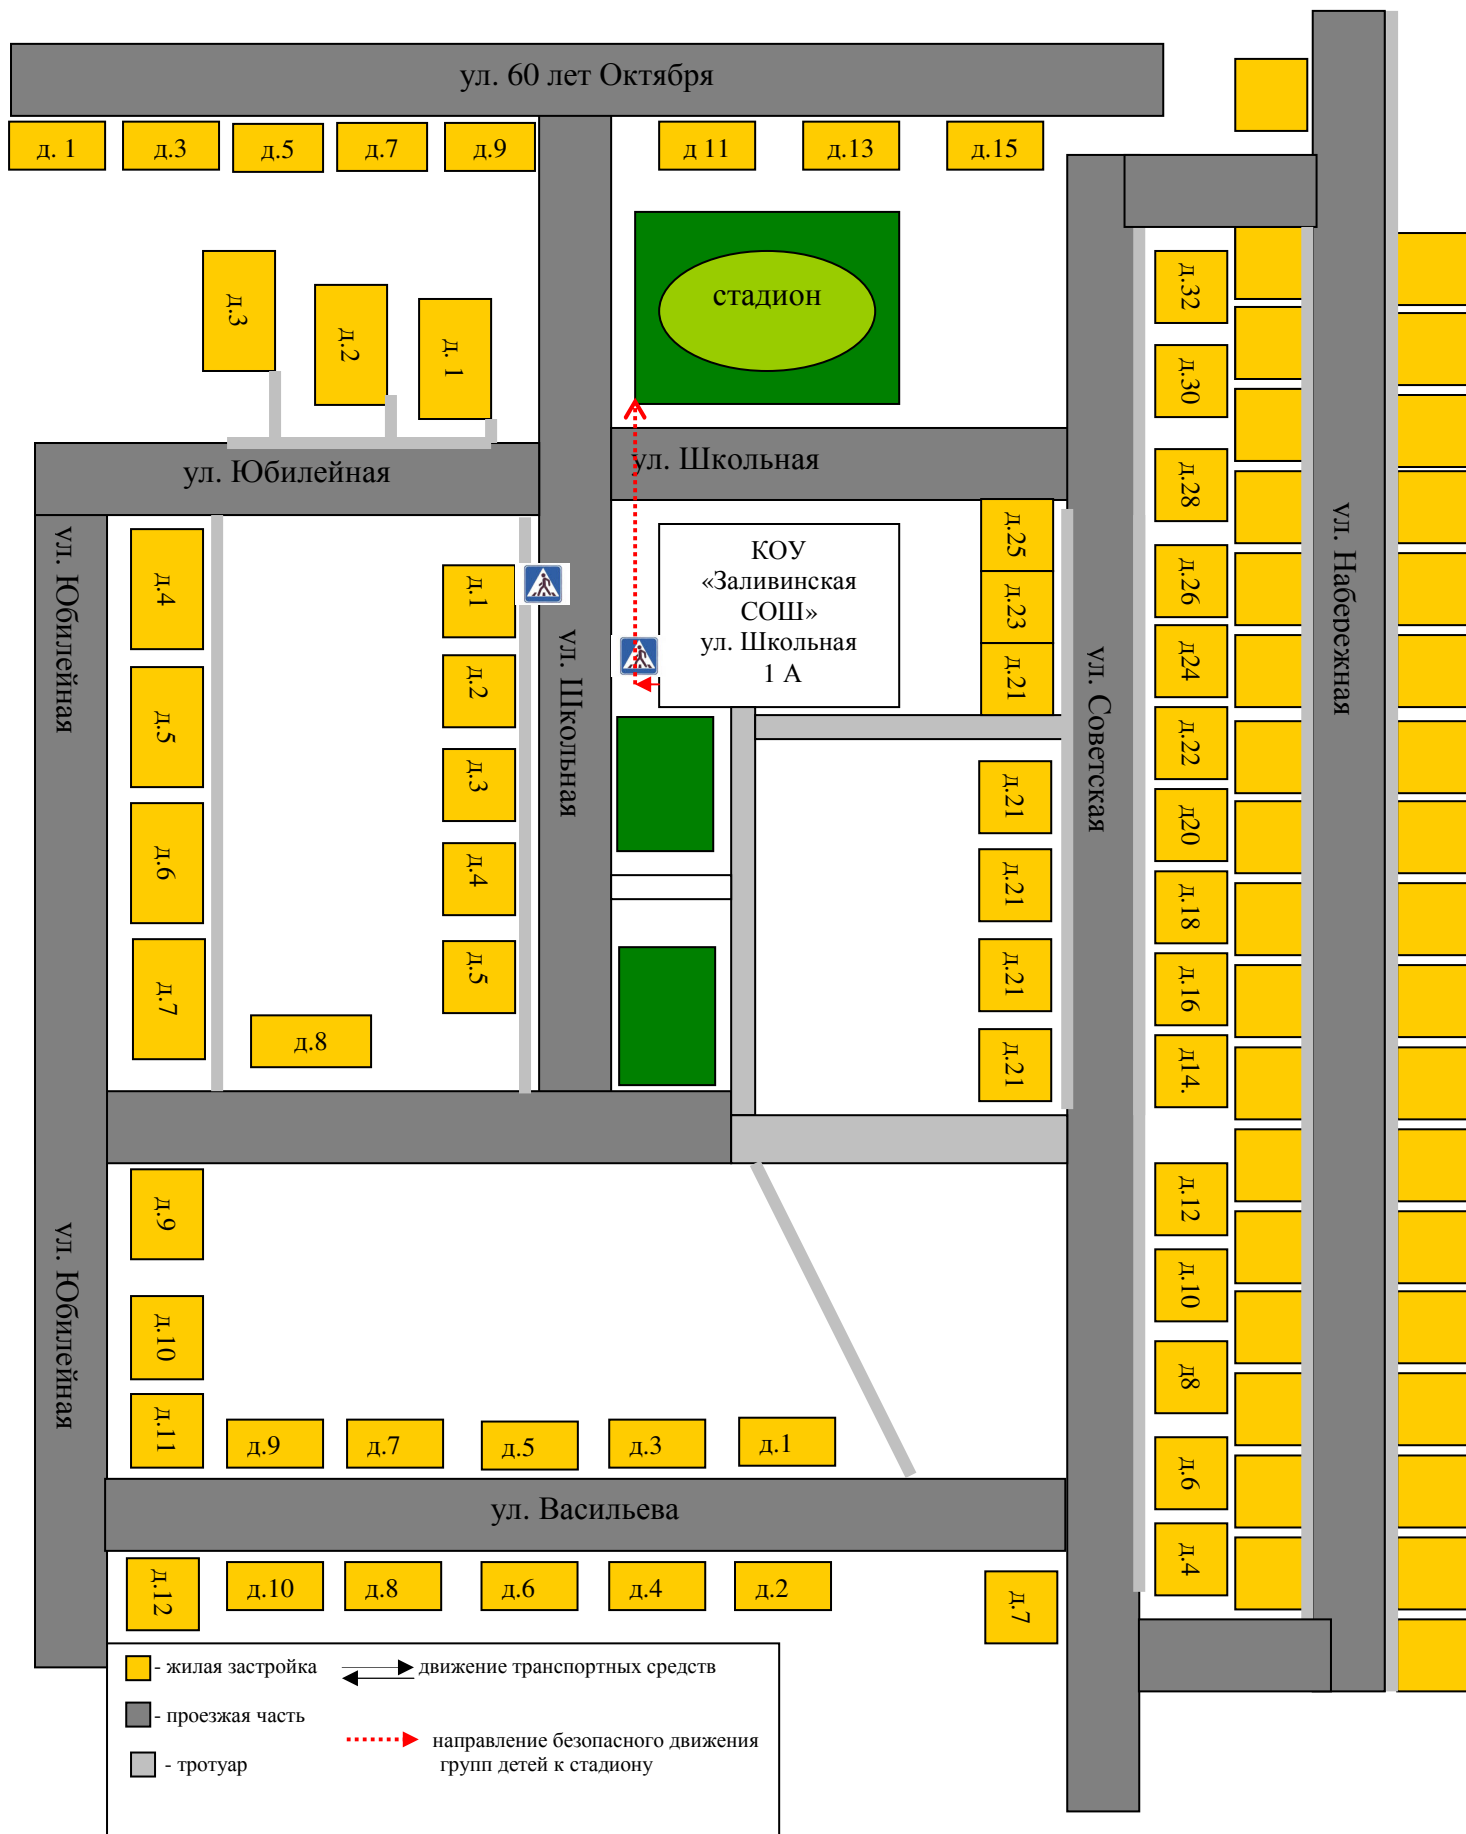 ул. 60 лет Октября
д. 1
д.3
д.5
д.7
д.9
д 11
д.13
д.15
д.3
д.2
д. 1
стадион
д.32
д.30
д.28
д.26
д24
д.22
д20
д.18
д.16
д14.
д.12
д.10
д8
д.6
д.4
ул. Юбилейная
ул. Школьная
ул. Юбилейная
д.4
д.5
д.6
д.7
д.8
д.1
д.2
д.3
д.4
д.5
ул. Школьная
КОУ
«Заливинская
СОШ»
ул. Школьная
1 А
д.25
д.23
д.21
д.21
д.21
д.21
д.21
ул. Советская
ул. Набережная
ул. Юбилейная
д.9
д.10
д.11
д.9
д.7
д.5
д.3
д.1
ул. Васильева
д.12
д.10
д.8
д.6
д.4
д.2
д.7
- жилая застройка
движение транспортных средств
- проезжая часть
направление безопасного движения
групп детей к стадиону
- тротуар